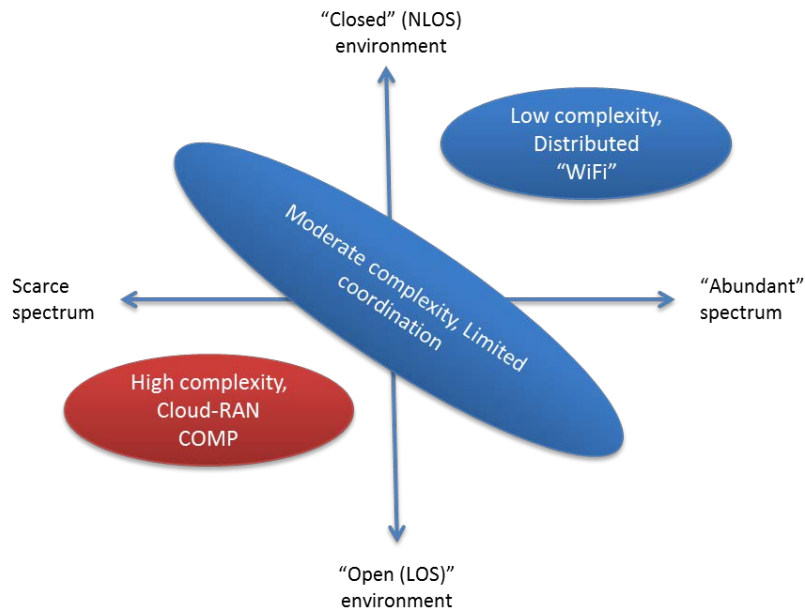 “Closed” (NLOS)
environment
Low complexity,
Distributed
“WiFi”
Moderate complexity, Limited
coordination
Scarce
spectrum
“Abundant”
spectrum
High complexity,
Cloud-RAN
COMP
“Open (LOS)”
environment